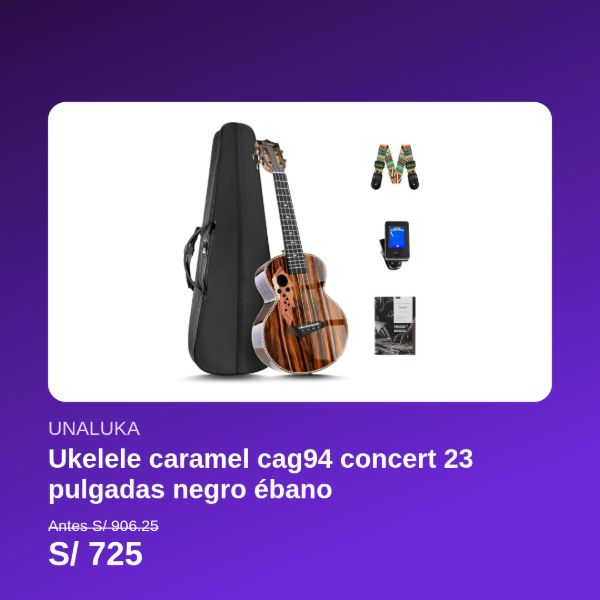 UNALUKA
Ukelele caramel cag94 concert 23
pulgadas negro ébano
Antes S/ 906.25
S/ 725